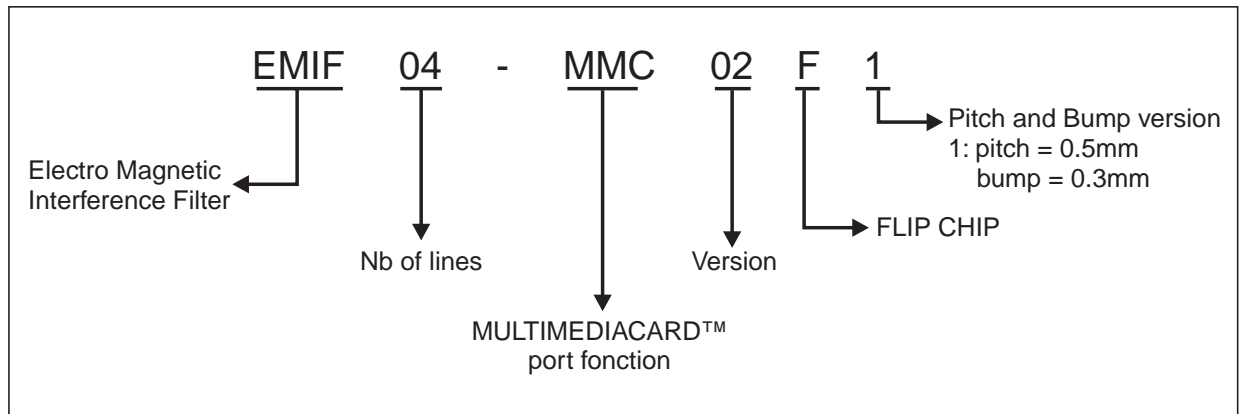 EMIF 04 - MMC 02 F 1
Pitch and Bump version
1: pitch = 0.5mm
bump = 0.3mm
Electro Magnetic
Interference Filter
FLIP CHIP
Nb of lines
Version
MULTIMEDIACARD™
port fonction